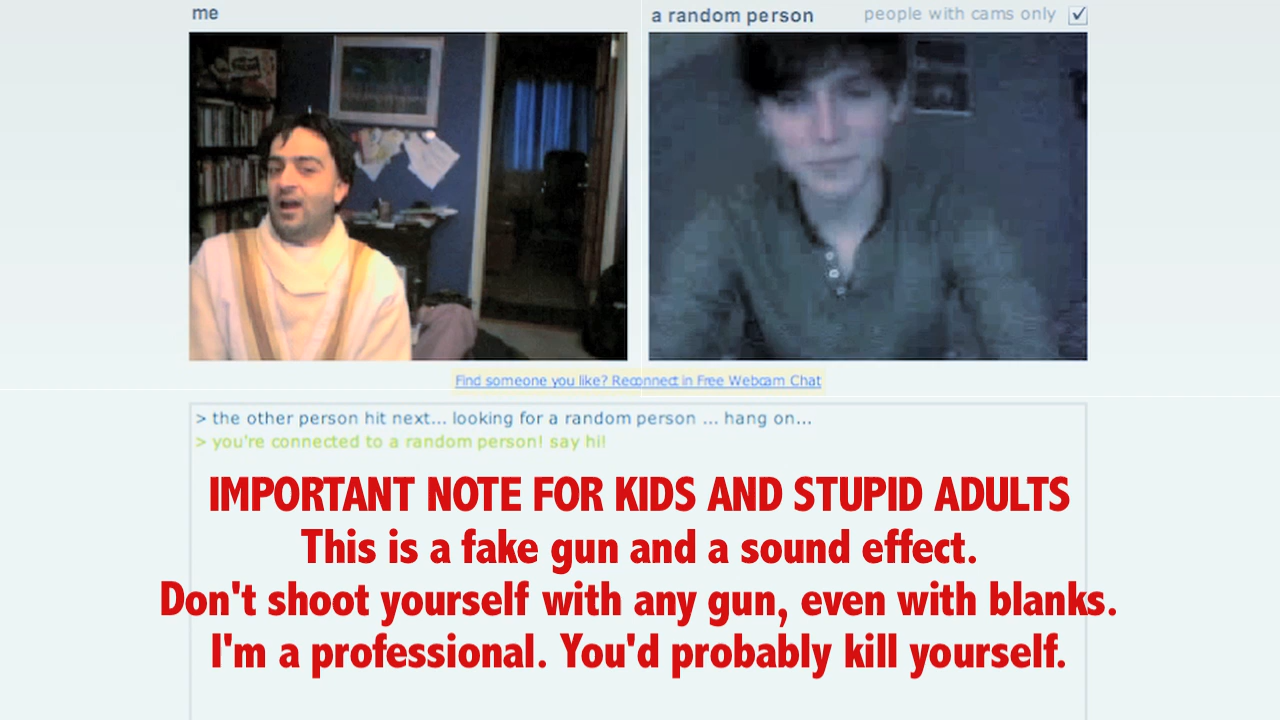 me
a random person
people with cams only
Find someone you like? Reconnect in Free Webcam Chat
> the other person hit next... looking for a random person ... hang on...
> you're connected to a random person! say hi!
IMPORTANT NOTE FOR KIDS AND STUPID ADULTS
This is a fake gun and a sound effect.
Don't shoot yourself with any gun, even with blanks.
I'm a professional. You'd probably kill yourself.